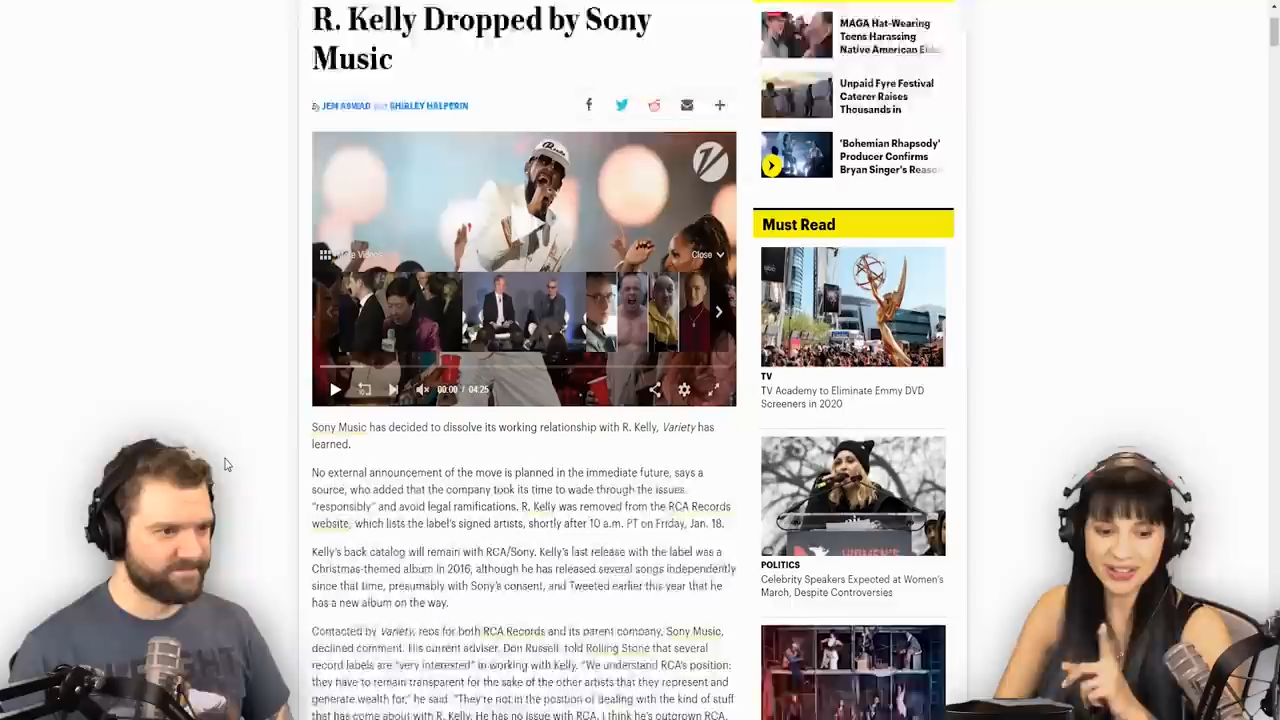 R. Kelly Dropped by Sony
Music
By JEM ASWAD and SHIRLEY HALPERIN
More Videos
Close
00:00 / 04:25
Sony Music has decided to dissolve its working relationship with R. Kelly, Variety has
learned.
No external announcement of the move is planned in the immediate future, says a
source, who added that the company took its time to wade through the issues
"responsibly" and avoid legal ramifications. R. Kelly was removed from the RCA Records
website, which lists the label's signed artists, shortly after 10 a.m. PT on Friday, Jan. 18.
Kelly's back catalog will remain with RCA/Sony. Kelly's last release with the label was a
Christmas-themed album in 2016, although he has released several songs independently
since that time, presumably with Sony's consent, and Tweeted earlier this year that he
has a new album on the way.
Contacted by Variety, reps for both RCA Records and its parent company, Sony Music,
declined comment. His current adviser, Don Russell, told Rolling Stone that several
record labels are "very interested" in working with Kelly. "We understand RCA's position:
they have to remain transparent for the sake of the other artists that they represent and
generate wealth for," he said. "They're not in the position of dealing with the kind of stuff
that has come about with R. Kelly. He has no issue with RCA. I think he's outgrown RCA.
MAGA Hat-Wearing
Teens Harassing
Native American
Unpaid Fyre Festival
Caterer Raises
Thousands in
'Bohemian Rhapsody'
Producer Confirms
Bryan Singer's
Must Read
TV
TV Academy to Eliminate Emmy DVD
Screeners in 2020
WOMEN'S
POLITICS
Celebrity Speakers Expected at Women's
March, Despite Controversies